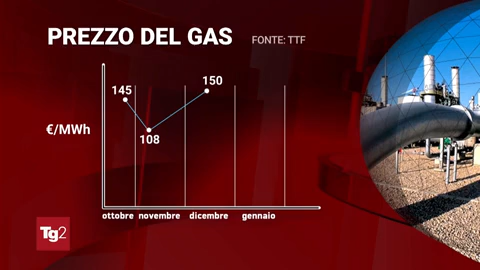 PREZZO DEL GAS FONTE: TTF
145
150
€/MWh
108
ottobre novembre dicembre gennaio
Tg2